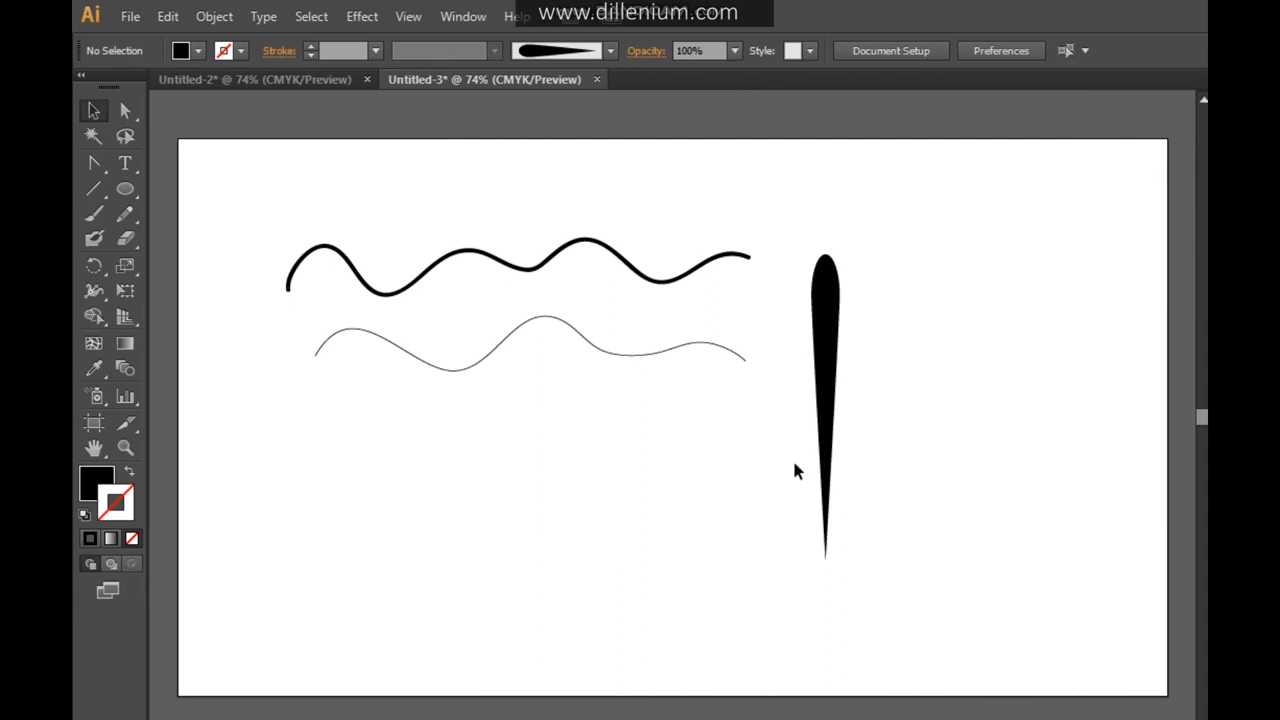 www.dillenium.com
Ai File Edit Object Type Select Effect View Window Help
No Selection Stroke: Opacity: 100% Style: Document Setup Preferences
Untitled-2* @ 74% (CMYK/Preview) × Untitled-3* @ 74% (CMYK/Preview) ×
T